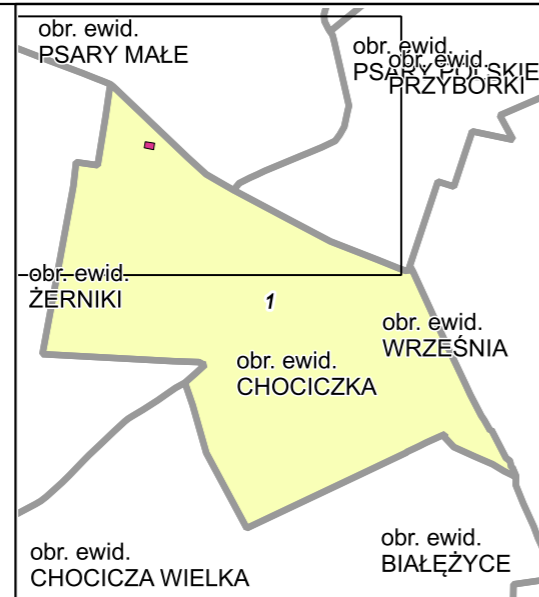 obr. ewid.
PSARY MAŁE
obr. ewid.
PSARY POLSKIE
obr. ewid.
PRZYBORKI
obr. ewid.
ŻERNIKI
1
obr. ewid.
WRZEŚNIA
obr. ewid.
CHOCICZKA
obr. ewid.
CHOCICZA WIELKA
obr. ewid.
BIAŁĘŻYCE